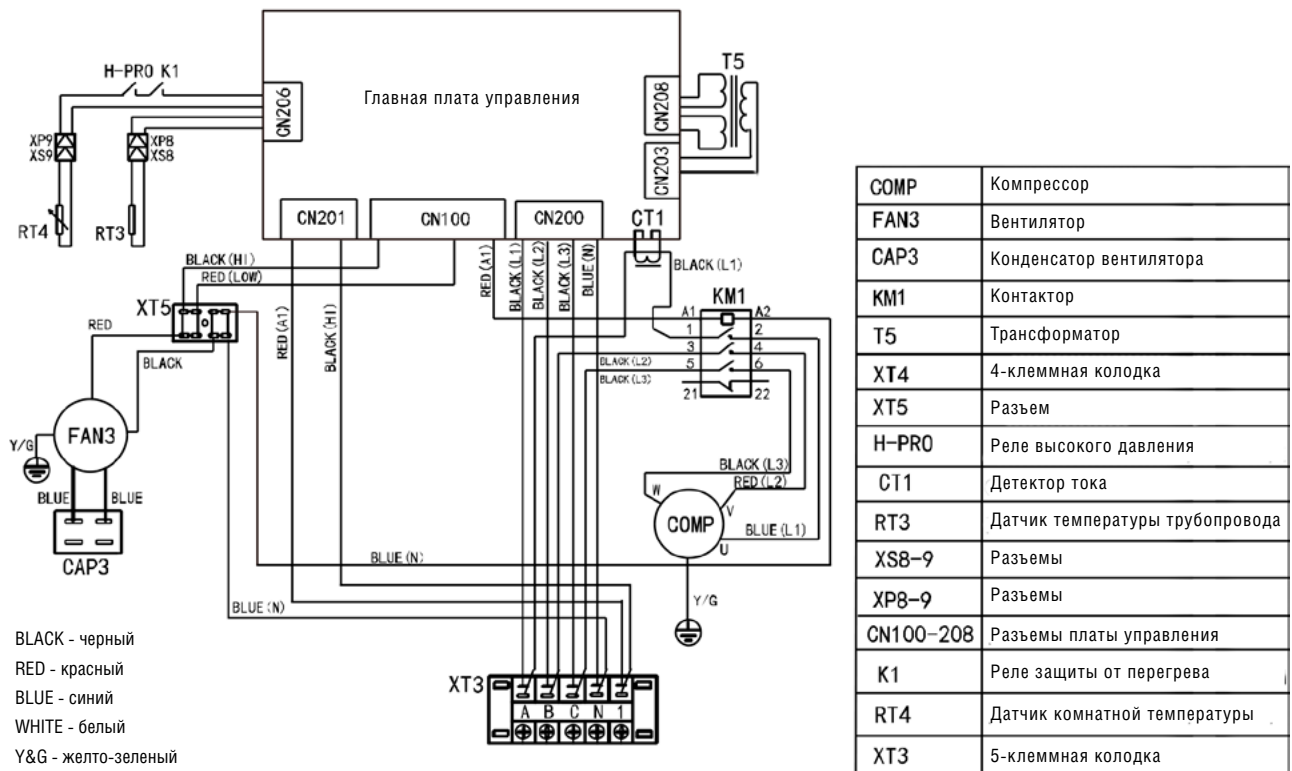 H-PRO K1
CN206
Главная плата управления
CN208
T5
CN203
XP9
XS9
XP8
XS8
RT4
RT3
CN201
CN100
CN200
CT1
BLACK(HI)
RED(LOW)
RED(A1)
BLACK(HI)
RED(A1)
BLACK(L1)
BLACK(L2)
BLACK(L3)
BLUE(N)
BLACK(L1)
XT5
KM1
A1
A2
1
2
3
4
5
6
21
22
BLACK(L2)
BLACK(L3)
RED
BLACK
FAN3
Y/G
BLUE
BLUE
CAP3
BLACK(L3)
RED(L2)
W
V
COMP
BLUE(L1)
U
Y/G
BLUE(N)
BLUE(N)
XT3
A B C N 1
BLACK - черный
RED - красный
BLUE - синий
WHITE - белый
Y&G - желто-зеленый
COMP Компрессор
FAN3 Вентилятор
CAP3 Конденсатор вентилятора
KM1 Контактор
T5 Трансформатор
XT4 4-клеммная колодка
XT5 Разъем
H-PRO Реле высокого давления
CT1 Детектор тока
RT3 Датчик температуры трубопровода
XS8-9 Разъемы
XP8-9 Разъемы
CN100-208 Разъемы платы управления
K1 Реле защиты от перегрева
RT4 Датчик комнатной температуры
XT3 5-клеммная колодка